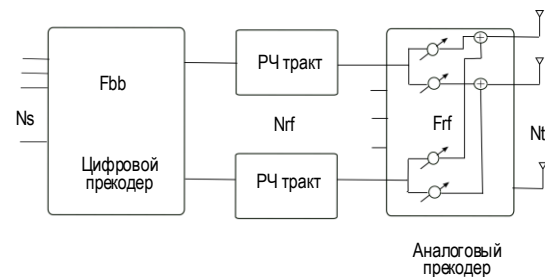 Fbb
Ns
Цифровой
прекодер
РЧ тракт
Nrf
РЧ тракт
Frf
Nt
Аналоговый
прекодер